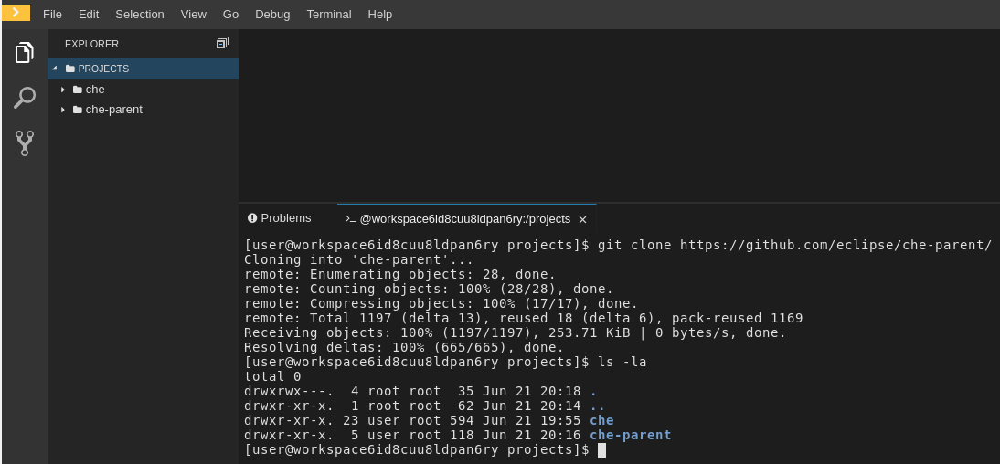 File Edit Selection View Go Debug Terminal Help
EXPLORER
PROJECTS
che
che-parent
Problems
@workspace6id8cuu8ldpan6ry:/projects
[user@workspace6id8cuu8ldpan6ry projects]$ git clone https://github.com/eclipse/che-parent/
Cloning into 'che-parent'...
remote: Enumerating objects: 28, done.
remote: Counting objects: 100% (28/28), done.
remote: Compressing objects: 100% (17/17), done.
remote: Total 1197 (delta 13), reused 18 (delta 6), pack-reused 1169
Receiving objects: 100% (1197/1197), 253.71 KiB | 0 bytes/s, done.
Resolving deltas: 100% (665/665), done.
[user@workspace6id8cuu8ldpan6ry projects]$ ls -la
total 0
drwxrwx---.  4 root root  35 Jun 21 20:18 .
drwxr-xr-x.  1 root root  62 Jun 21 20:14 ..
drwxr-xr-x. 23 user root 594 Jun 21 19:55 che
drwxr-xr-x.  5 user root 118 Jun 21 20:16 che-parent
[user@workspace6id8cuu8ldpan6ry projects]$